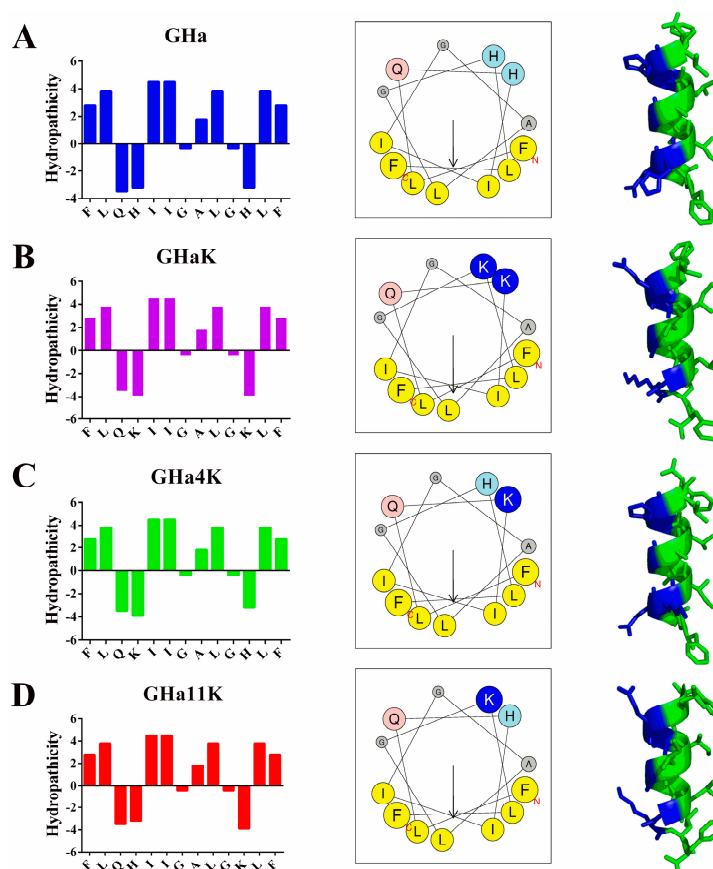 A
GHa
Hydropathicity
6
4
2
0
-2
-4
F L Q H I I G A L G H L F
G
H
Q
H
G
A
I
F
N
F
C
L
L
L
I
B
GHaK
Hydropathicity
6
4
2
0
-2
-4
-6
F L Q K I I G A L G K L F
G
K
Q
K
G
A
I
F
N
F
C
L
L
L
I
C
GHa4K
Hydropathicity
6
4
2
0
-2
-4
-6
F L Q K I I G A L G H L F
G
H
Q
K
G
A
I
F
N
F
C
L
L
L
I
D
GHa11K
Hydropathicity
6
4
2
0
-2
-4
-6
F L Q H I I G A L G K L F
G
K
Q
H
G
A
I
F
N
F
C
L
L
L
I